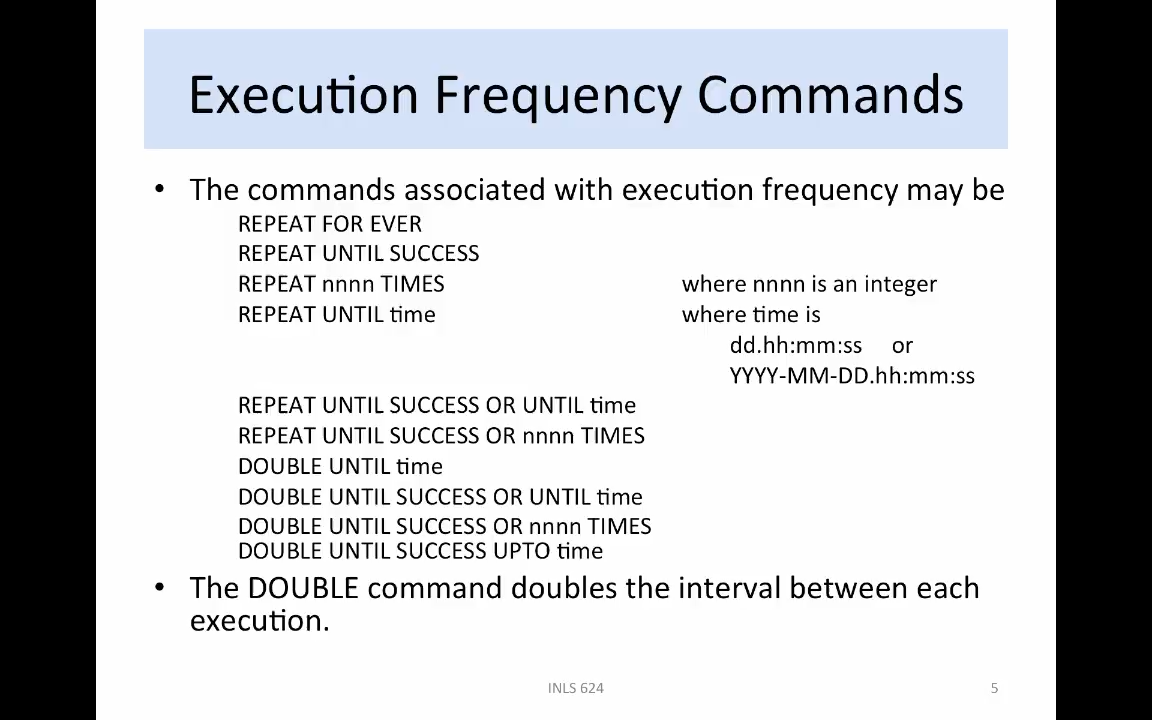 Execution Frequency Commands
• The commands associated with execution frequency may be
REPEAT FOR EVER
REPEAT UNTIL SUCCESS
REPEAT nnnn TIMES where nnnn is an integer
REPEAT UNTIL time where time is
dd.hh:mm:ss or
YYYY-MM-DD.hh:mm:ss
REPEAT UNTIL SUCCESS OR UNTIL time
REPEAT UNTIL SUCCESS OR nnnn TIMES
DOUBLE UNTIL time
DOUBLE UNTIL SUCCESS OR UNTIL time
DOUBLE UNTIL SUCCESS OR nnnn TIMES
DOUBLE UNTIL SUCCESS UPTO time
• The DOUBLE command doubles the interval between each
execution.
INLS 624 5